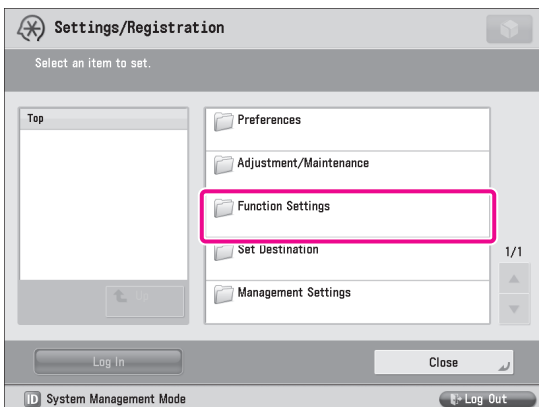 Settings/Registration
Select an item to set.
Top
Preferences
Adjustment/Maintenance
Function Settings
Set Destination
1/1
Up
Management Settings
Log In
Close
ID System Management Mode
Log Out